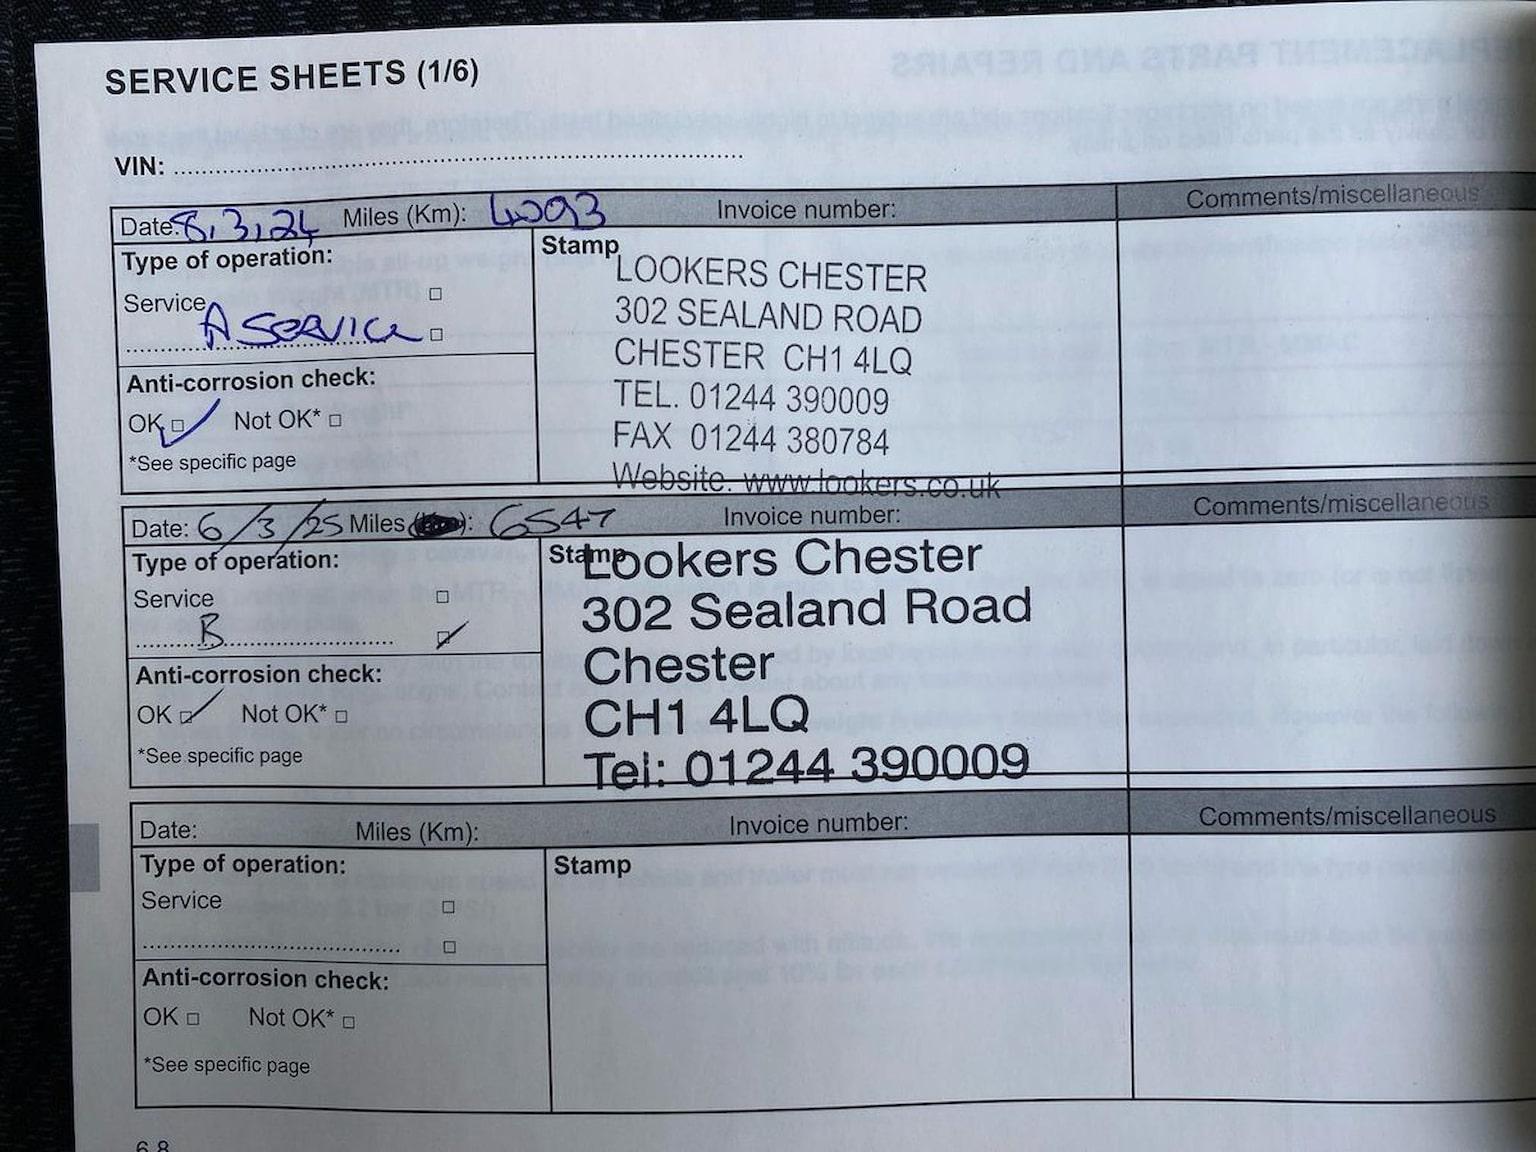 SERVICE SHEETS (1/6)
VIN: ..........
Date: 8,3,24 Miles (Km): 4093 Invoice number: Comments/miscellaneous
Type of operation:
Service
A SERVICE
Anti-corrosion check:
OK Not OK*
*See specific page
Stamp
LOOKERS CHESTER
302 SEALAND ROAD
CHESTER CH1 4LQ
TEL. 01244 390009
FAX 01244 380784
Website. www.lookers.co.uk
Date: 6/3/25 Miles : 6547 Invoice number: Comments/miscellaneous
Type of operation:
Service
B
Anti-corrosion check:
OK Not OK*
*See specific page
Stamp
Lookers Chester
302 Sealand Road
Chester
CH1 4LQ
Tel: 01244 390009
Date: Miles (Km): Invoice number: Comments/miscellaneous
Type of operation:
Service
Anti-corrosion check:
OK Not OK*
*See specific page
Stamp
6.8